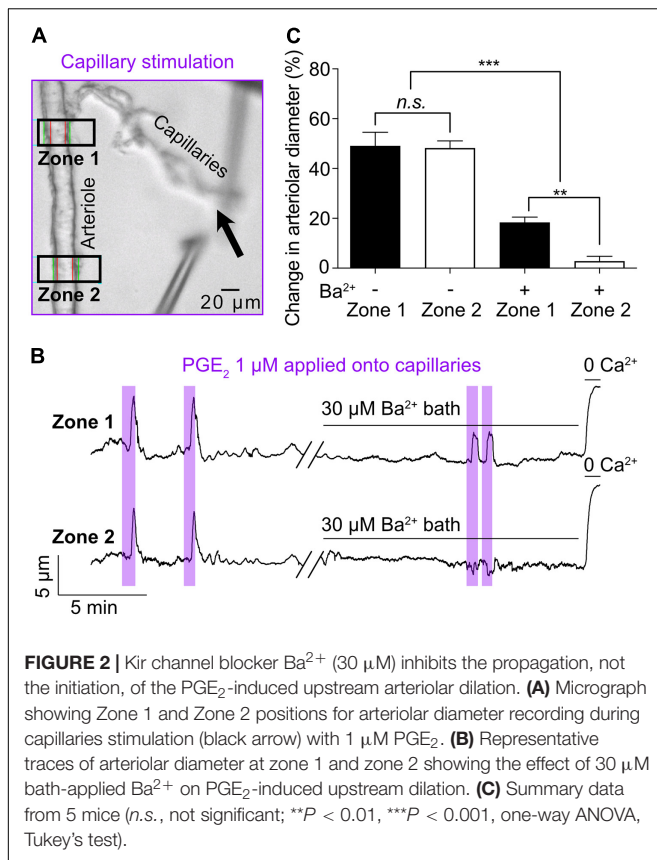 A
Capillary stimulation
Zone 1
Capillaries
Arteriole
Zone 2
20 μm
C
Change in arteriolar diameter (%)
80
60
40
20
0
***
n.s.
**
Ba²⁺ - - + +
Zone 1 Zone 2 Zone 1 Zone 2
B
PGE₂ 1 μM applied onto capillaries
0 Ca²⁺
Zone 1
30 μM Ba²⁺ bath
0 Ca²⁺
Zone 2
30 μM Ba²⁺ bath
5 μm
5 min
FIGURE 2 | Kir channel blocker Ba²⁺ (30 μM) inhibits the propagation, not
the initiation, of the PGE₂-induced upstream arteriolar dilation. (A) Micrograph
showing Zone 1 and Zone 2 positions for arteriolar diameter recording during
capillaries stimulation (black arrow) with 1 μM PGE₂. (B) Representative
traces of arteriolar diameter at zone 1 and zone 2 showing the effect of 30 μM
bath-applied Ba²⁺ on PGE₂-induced upstream dilation. (C) Summary data
from 5 mice (n.s., not significant; **P < 0.01, ***P < 0.001, one-way ANOVA,
Tukey's test).